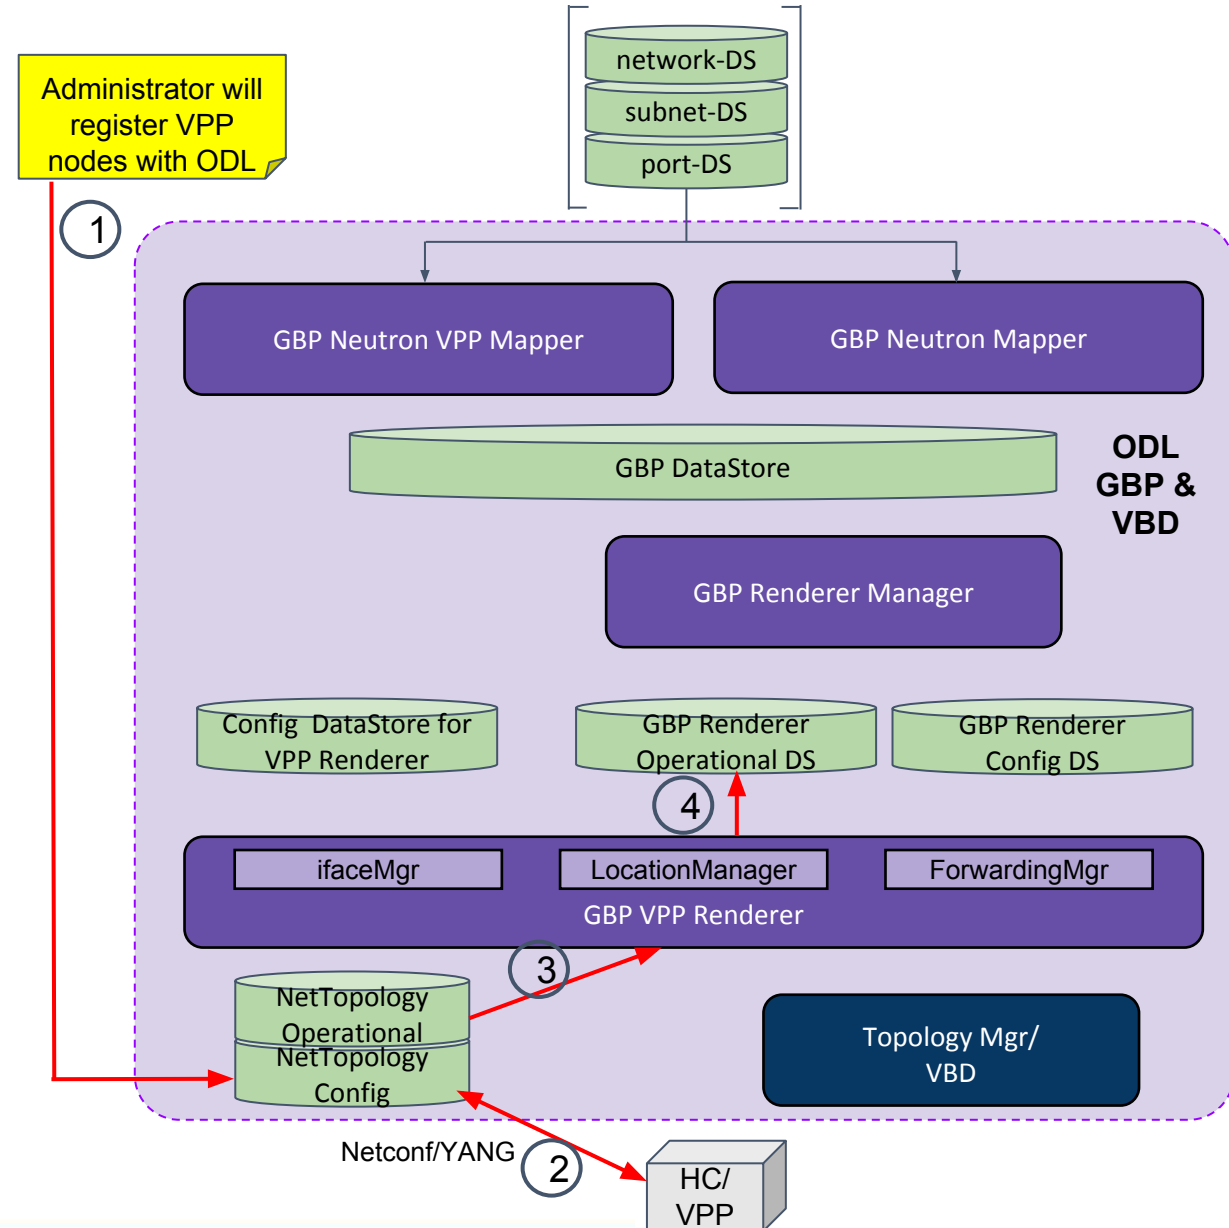 network-DS
subnet-DS
port-DS
Administrator will
register VPP
nodes with ODL
1
GBP Neutron VPP Mapper
GBP Neutron Mapper
GBP DataStore
ODL
GBP &
VBD
GBP Renderer Manager
Config DataStore for
VPP Renderer
GBP Renderer
Operational DS
GBP Renderer
Config DS
4
ifaceMgr
LocationManager
ForwardingMgr
GBP VPP Renderer
3
NetTopology
Operational
NetTopology
Config
Topology Mgr/
VBD
Netconf/YANG
2
HC/
VPP